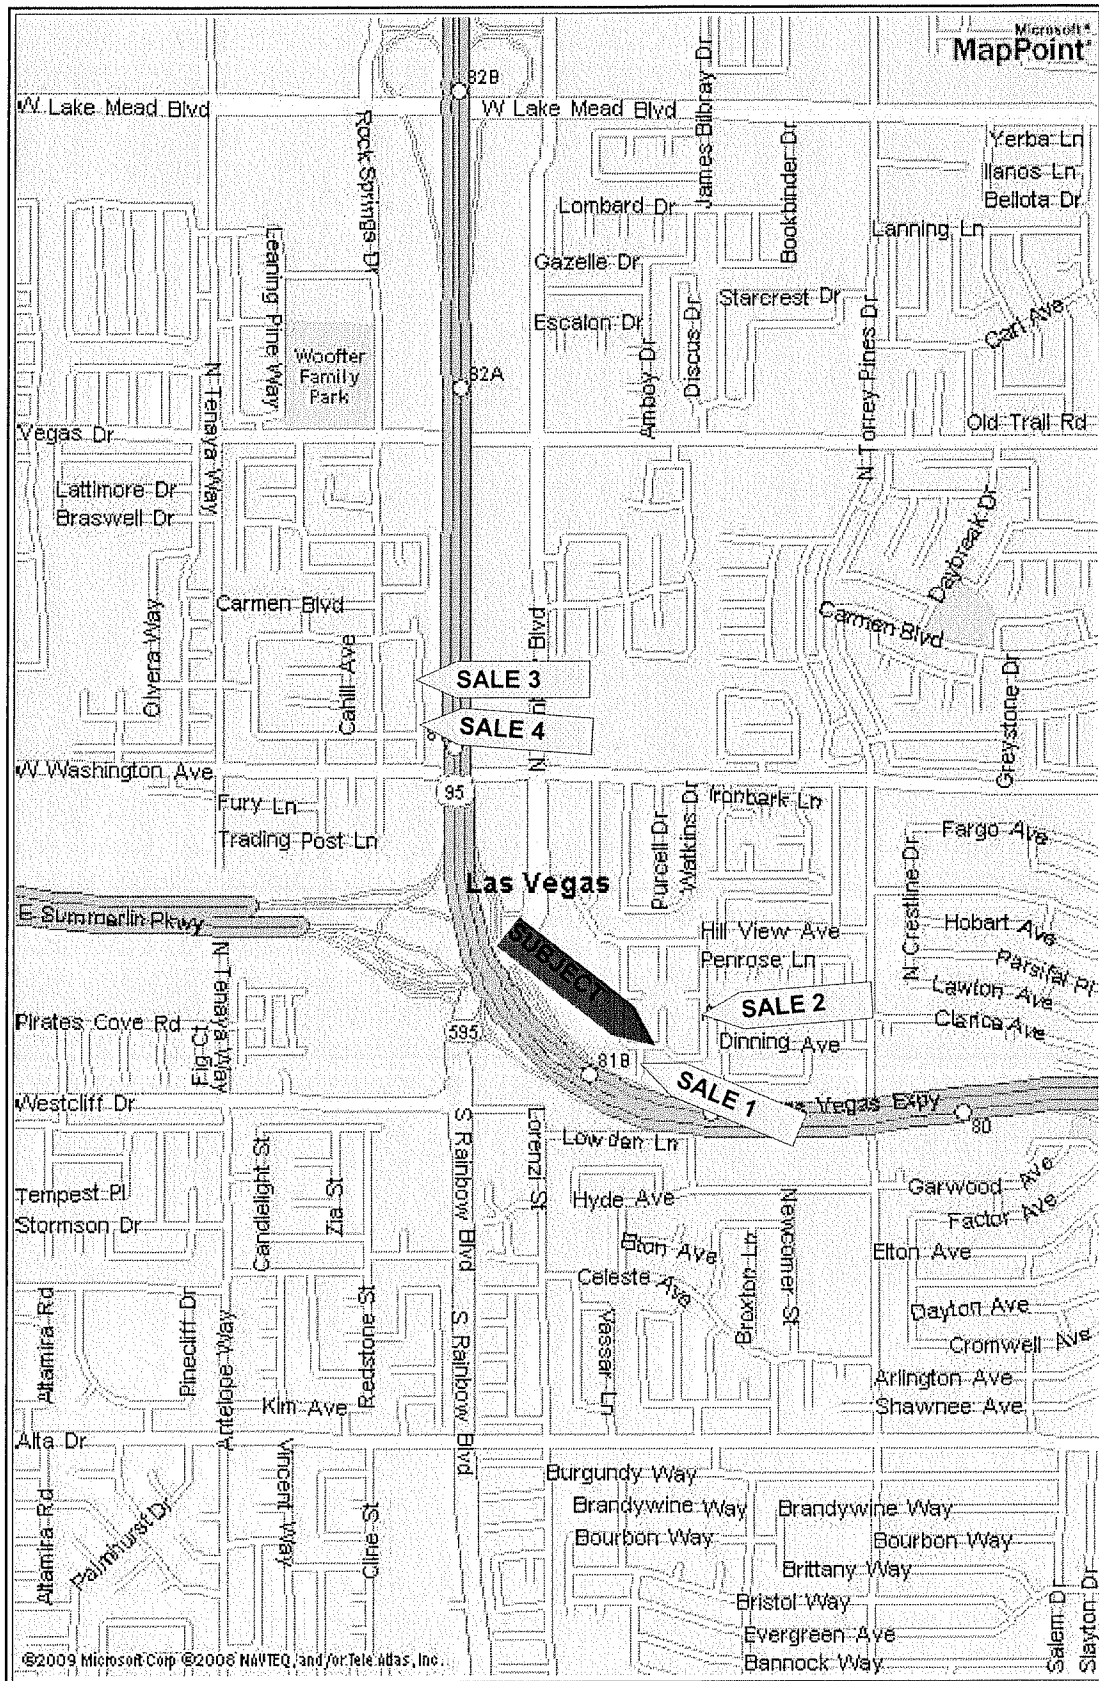 Microsoft®
MapPoint®
82B
W Lake Mead Blvd
W Lake Mead Blvd
Rock Springs Dr
James Bilbray Dr
Bookbinder Dr
Yerba Ln
llanos Ln
Bellota Dr
Lombard Dr
Lanning Ln
Leaning Pine Way
Gazelle Dr
Starcrest Dr
Escalon Dr
Carl Ave
Discus Dr
Amboy Dr
N Torrey Pines Dr
Woofter
Family
Park
82A
N Tenaya Way
Vegas Dr
Old Trail Rd
Lattimore Dr
Braswell Dr
Daybreak Dr
Carmen Blvd
Carmen Blvd
Olvera Way
Cahill Ave
Blvd
N
SALE 3
SALE 4
Greystone Dr
W Washington Ave
95
Fury Ln
Trading Post Ln
Ironbark Ln
Purcell Dr
Watkins Dr
Fargo Ave
N Crestline Dr
Las Vegas
E Summerlin Pkwy
Hill View Ave
Hobart Ave
SUBJECT
Penrose Ln
Parsifal Pl
N Tenaya Way
SALE 2
Lawton Ave
Pirates Cove Rd
Fig Ct
595
Dinning Ave
Clarice Ave
81B
SALE 1
Westcliff Dr
as Vegas Expy
80
S Rainbow Blvd
Lorenzi St
Lowden Ln
Candlelight St
Zia St
Tempest Pl
Stormson Dr
Hyde Ave
Garwood Ave
Factor Ave
Newcomer St
Eton Ave
Broxton Ln
Elton Ave
Celeste Ave
Altamira Rd
Pinecliff Dr
Antelope Way
Redstone St
S Rainbow Blvd
Vassar Ln
Dayton Ave
Cromwell Ave
Arlington Ave
Kim Ave
Shawnee Ave
Alta Dr
Vincent Way
Burgundy Way
Altamira Rd
Palmhurst Dr
Cline St
Brandywine Way
Brandywine Way
Bourbon Way
Bourbon Way
Brittany Way
Bristol Way
Salem Dr
Slayton Dr
Evergreen Ave
Bannock Way
©2009 Microsoft Corp ©2008 NAVTEQ, and/or Tele Atlas, Inc.